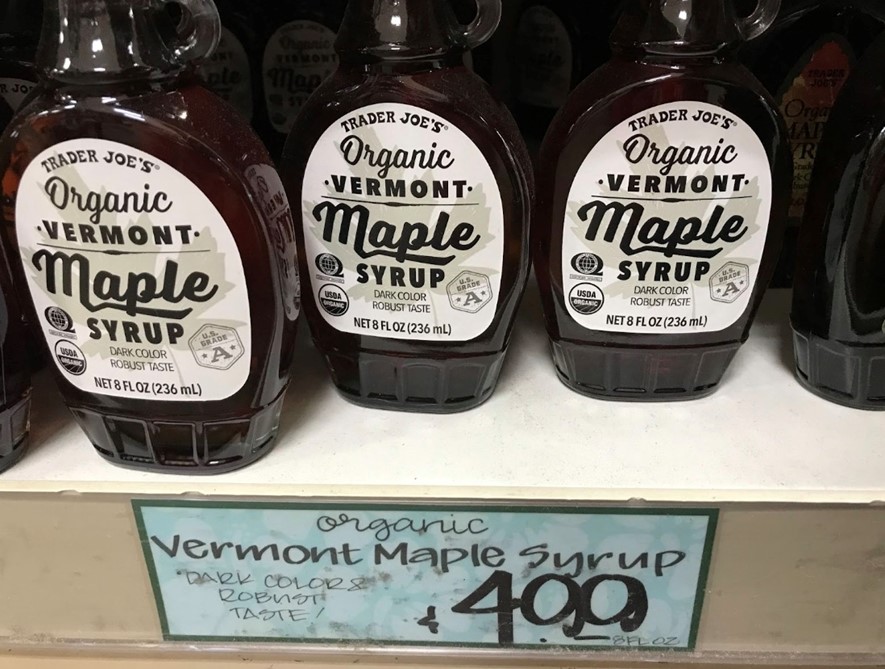 TRADER JOE'S®
Organic
·VERMONT·
Maple
SYRUP
DARK COLOR
ROBUST TASTE
USDA
ORGANIC
U.S.
GRADE
A
NET 8 FL OZ (236 mL)
TRADER JOE'S®
Organic
·VERMONT·
Maple
SYRUP
DARK COLOR
ROBUST TASTE
USDA
ORGANIC
U.S.
GRADE
A
NET 8 FL OZ (236 mL)
TRADER JOE'S®
Organic
·VERMONT·
Maple
SYRUP
DARK COLOR
ROBUST TASTE
USDA
ORGANIC
U.S.
GRADE
A
NET 8 FL OZ (236 mL)
TRADER JOE'S
organic
Vermont Maple Syrup
DARK COLOR &
ROBUST
TASTE!
$4.99
8 FL OZ